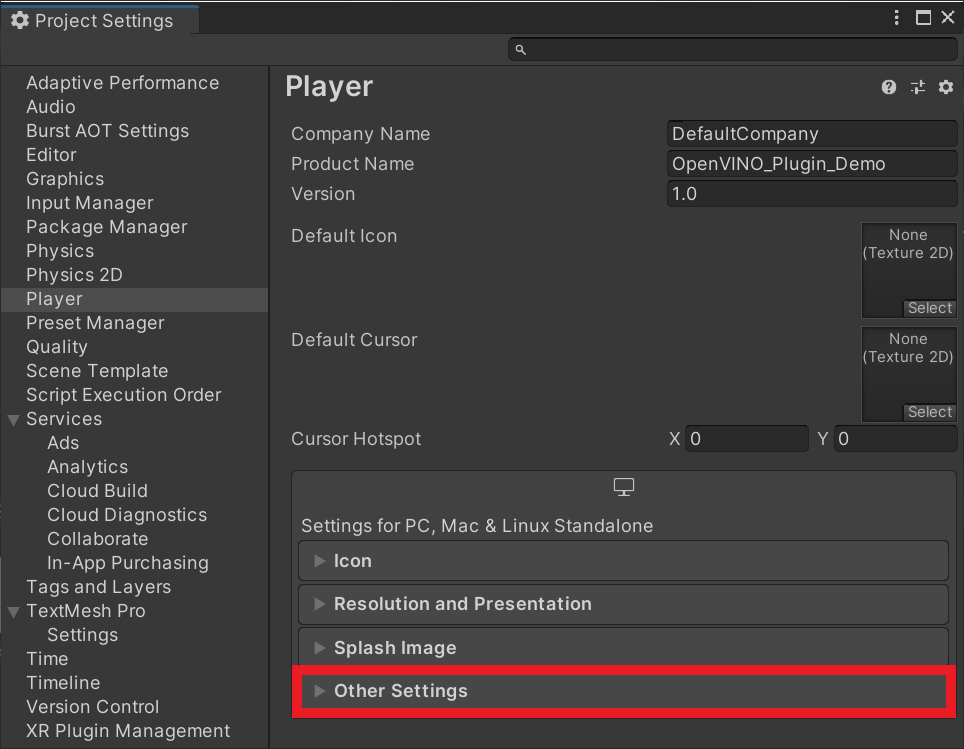 Project Settings
Adaptive Performance
Audio
Burst AOT Settings
Editor
Graphics
Input Manager
Package Manager
Physics
Physics 2D
Player
Preset Manager
Quality
Scene Template
Script Execution Order
Services
Ads
Analytics
Cloud Build
Cloud Diagnostics
Collaborate
In-App Purchasing
Tags and Layers
TextMesh Pro
Settings
Time
Timeline
Version Control
XR Plugin Management
Player
Company Name DefaultCompany
Product Name OpenVINO_Plugin_Demo
Version 1.0
Default Icon None
(Texture 2D)
Select
Default Cursor None
(Texture 2D)
Select
Cursor Hotspot X 0 Y 0
Settings for PC, Mac & Linux Standalone
Icon
Resolution and Presentation
Splash Image
Other Settings